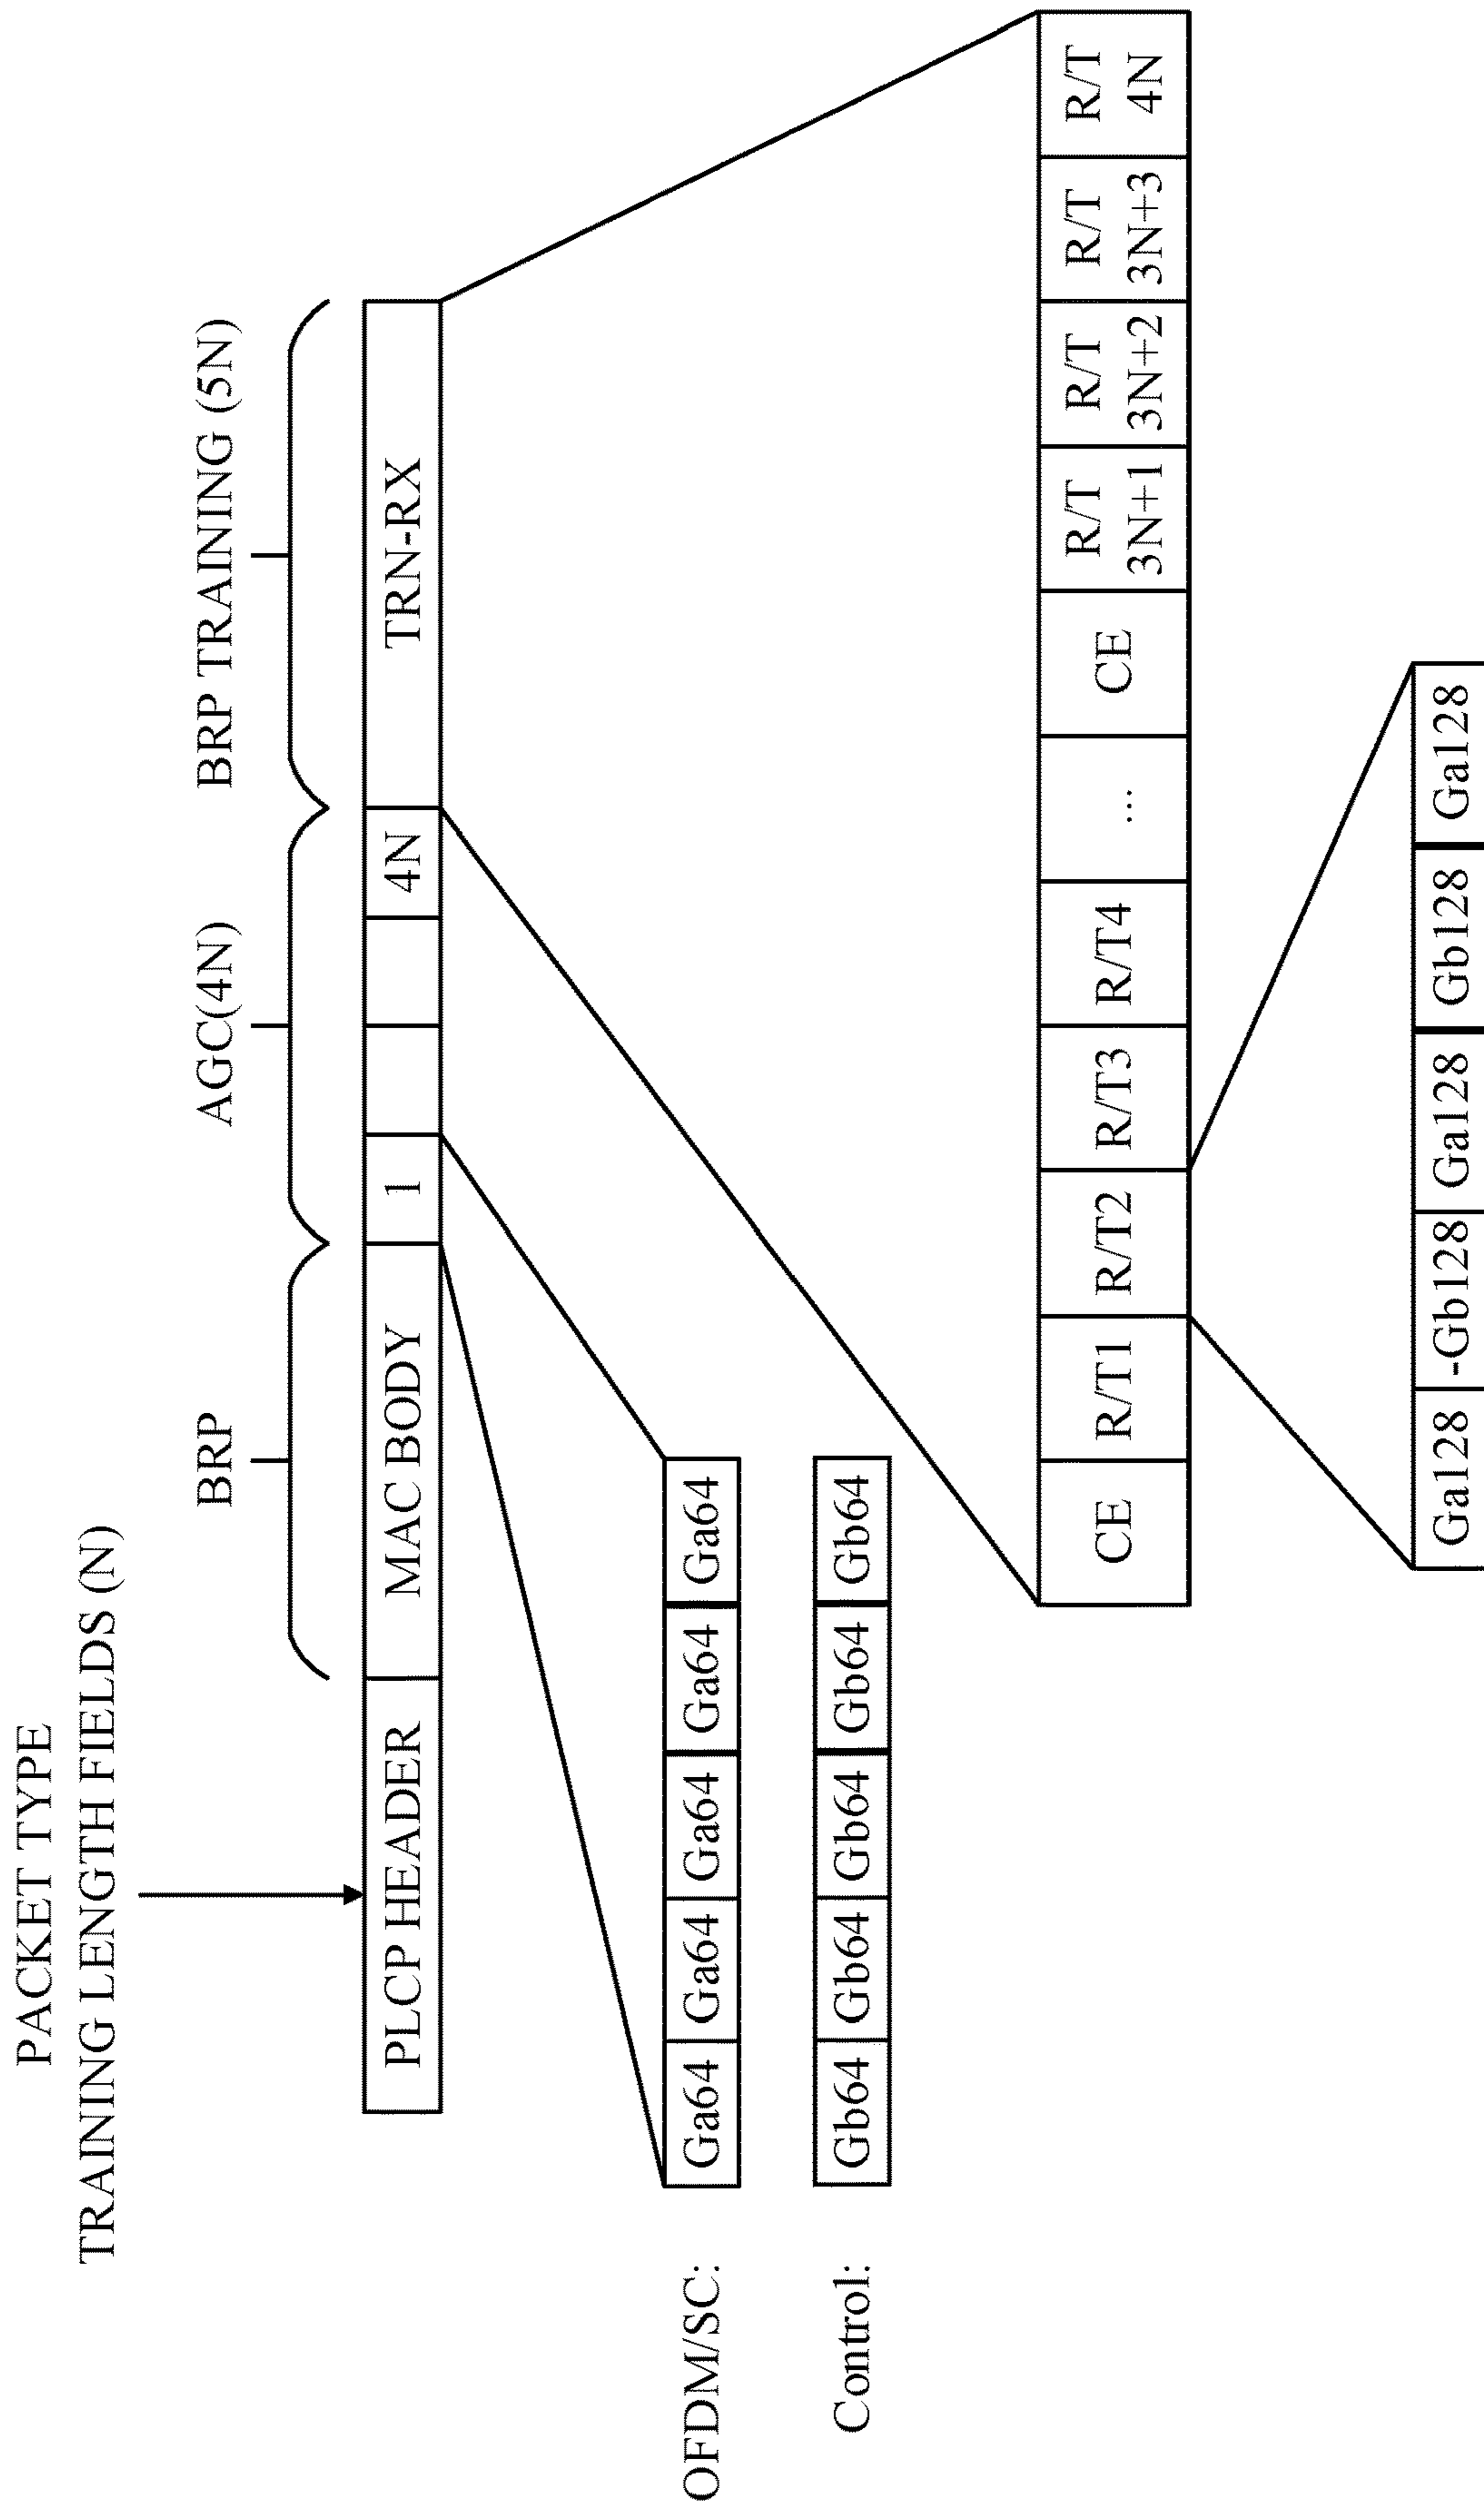 PACKET TYPE
TRAINING LENGTH FIELDS (N)
BRP
AGC(4N)
BRP TRAINING (5N)
PLCP HEADER
MAC BODY
1
4N
TRN-RX
OFDM/SC:
Ga64
Ga64
Ga64
Ga64
Ga64
Control:
Gb64
Gb64
Gb64
Gb64
Gb64
CE
R/T1
R/T2
R/T3
R/T4
...
CE
R/T
3N+1
R/T
3N+2
R/T
3N+3
R/T
4N
Ga128
-Gb128
Ga128
Gb128
Ga128